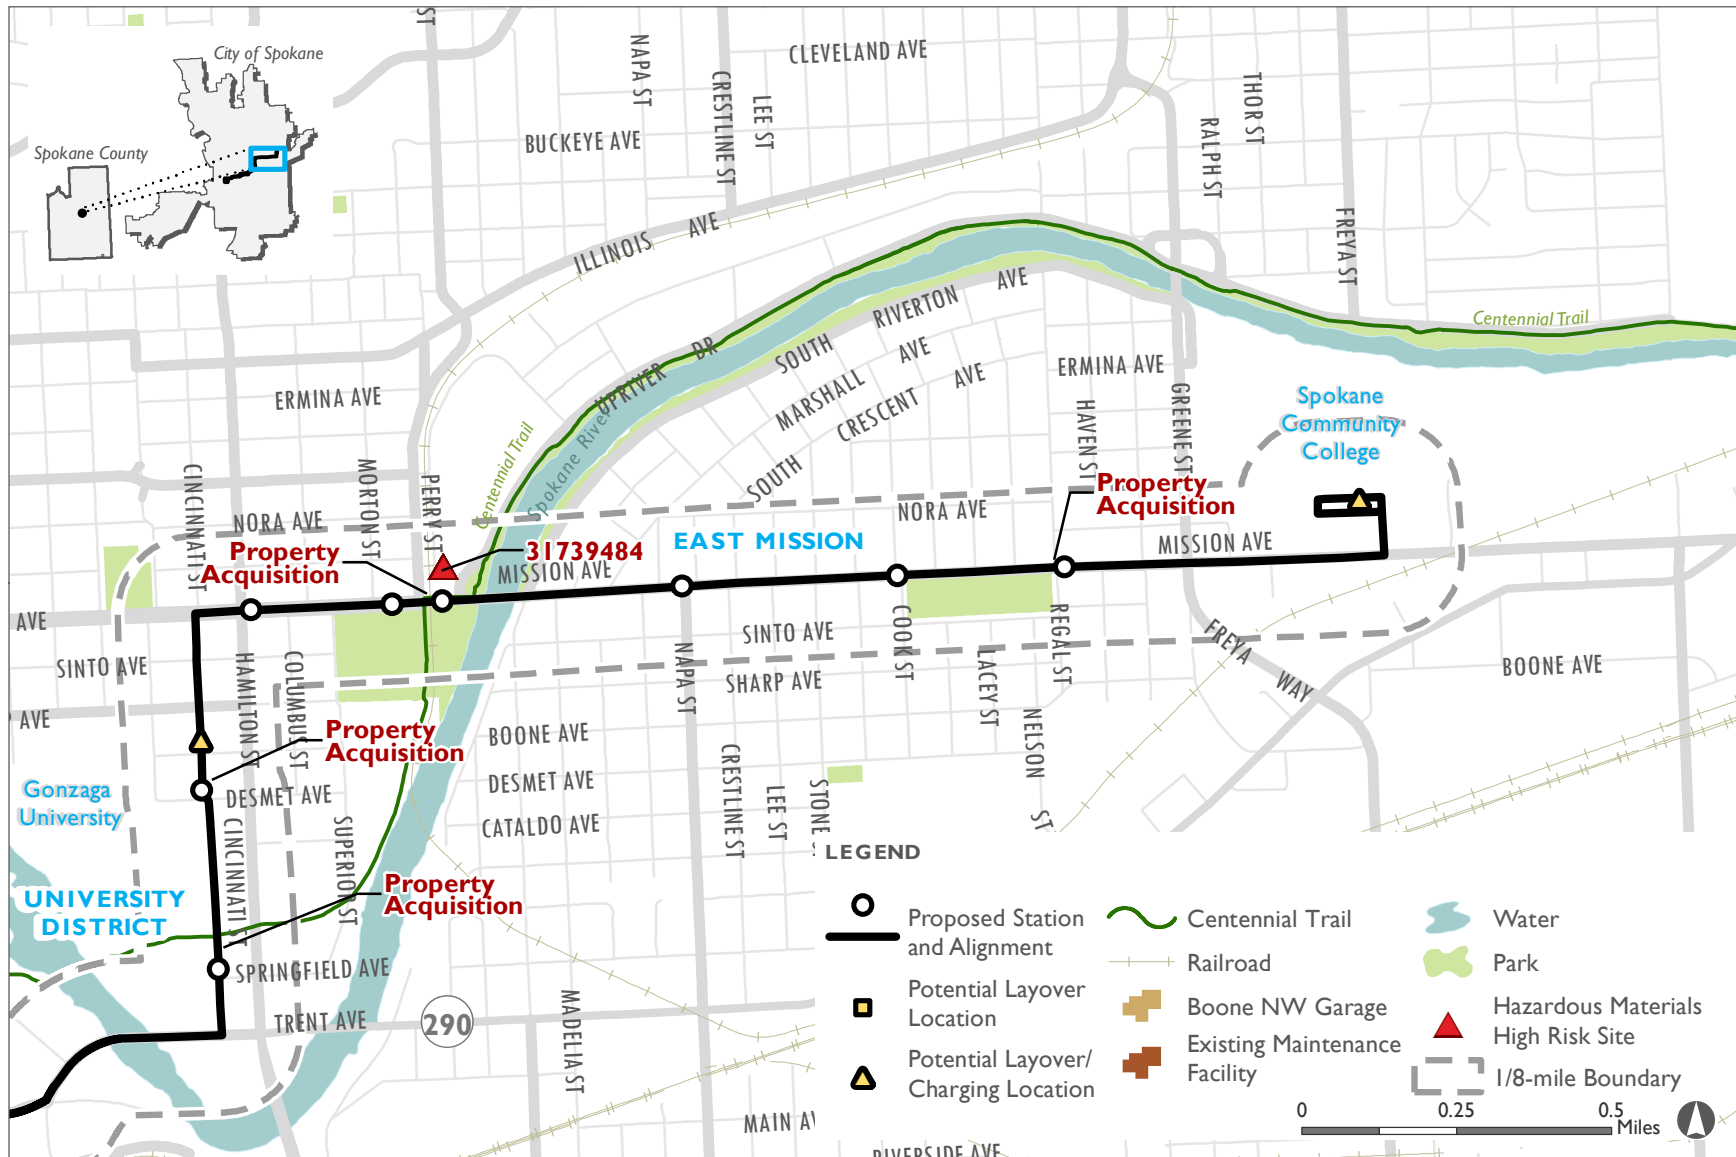 City of Spokane
Spokane County
ST
NAPA ST
CRESTLINE ST
LEE ST
CLEVELAND AVE
BUCKEYE AVE
THOR ST
RALPH ST
FREYA ST
ILLINOIS AVE
Centennial Trail
SOUTH RIVERTON AVE
UPRIVER DR
MARSHALL AVE
SOUTH CRESCENT AVE
ERMINA AVE
ERMINA AVE
HAVEN ST
GREENE ST
Spokane
Community
College
Centennial Trail
Spokane River
CINCINNATI ST
MORTON ST
PERRY ST
NORA AVE
NORA AVE
Property
Acquisition
Property
Acquisition
31739484
MISSION AVE
EAST MISSION
MISSION AVE
AVE
SINTO AVE
SINTO AVE
SHARP AVE
AVE
HAMILTON ST
COLUMBUS ST
NAPA ST
COOK ST
LACEY ST
REGAL ST
NELSON ST
FREYA WAY
BOONE AVE
Property
Acquisition
BOONE AVE
DESMET AVE
DESMET AVE
CATALDO AVE
CRESTLINE ST
LEE ST
STONE
Gonzaga
University
CINCINNATI ST
SUPERIOR ST
Property
Acquisition
UNIVERSITY
DISTRICT
SPRINGFIELD AVE
TRENT AVE
290
MADELIA ST
MAIN AV
RIVERSIDE AVE
LEGEND
Proposed Station
and Alignment
Potential Layover
Location
Potential Layover/
Charging Location
Centennial Trail
Railroad
Boone NW Garage
Existing Maintenance
Facility
Water
Park
Hazardous Materials
High Risk Site
1/8-mile Boundary
0 0.25 0.5
Miles